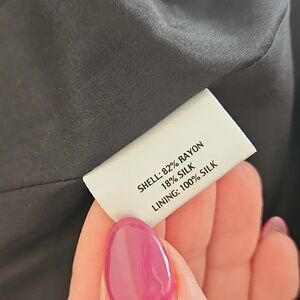 SHELL: 82% RAYON
18% SILK
LINING: 100% SILK